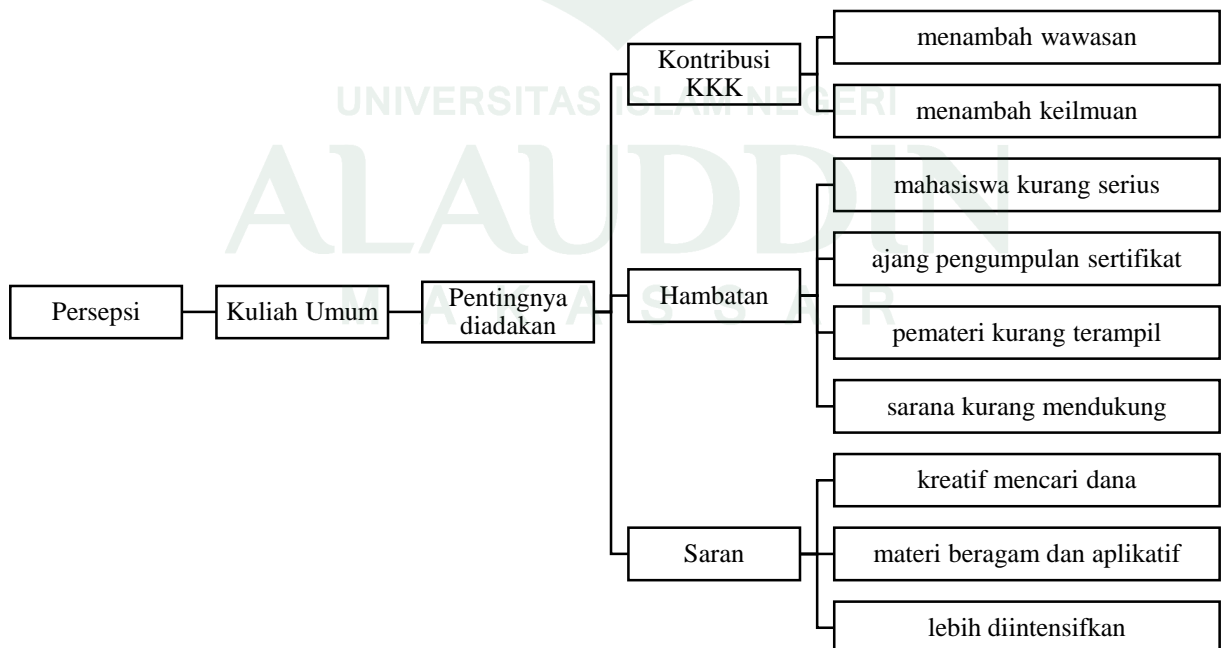 UNIVERSITAS ISLAM NEGERI
ALAUDDIN
M A K A S S A R
Persepsi
Kuliah Umum
Pentingnya
diadakan
Kontribusi
KKK
menambah wawasan
menambah keilmuan
Hambatan
mahasiswa kurang serius
ajang pengumpulan sertifikat
pemateri kurang terampil
sarana kurang mendukung
Saran
kreatif mencari dana
materi beragam dan aplikatif
lebih diintensifkan